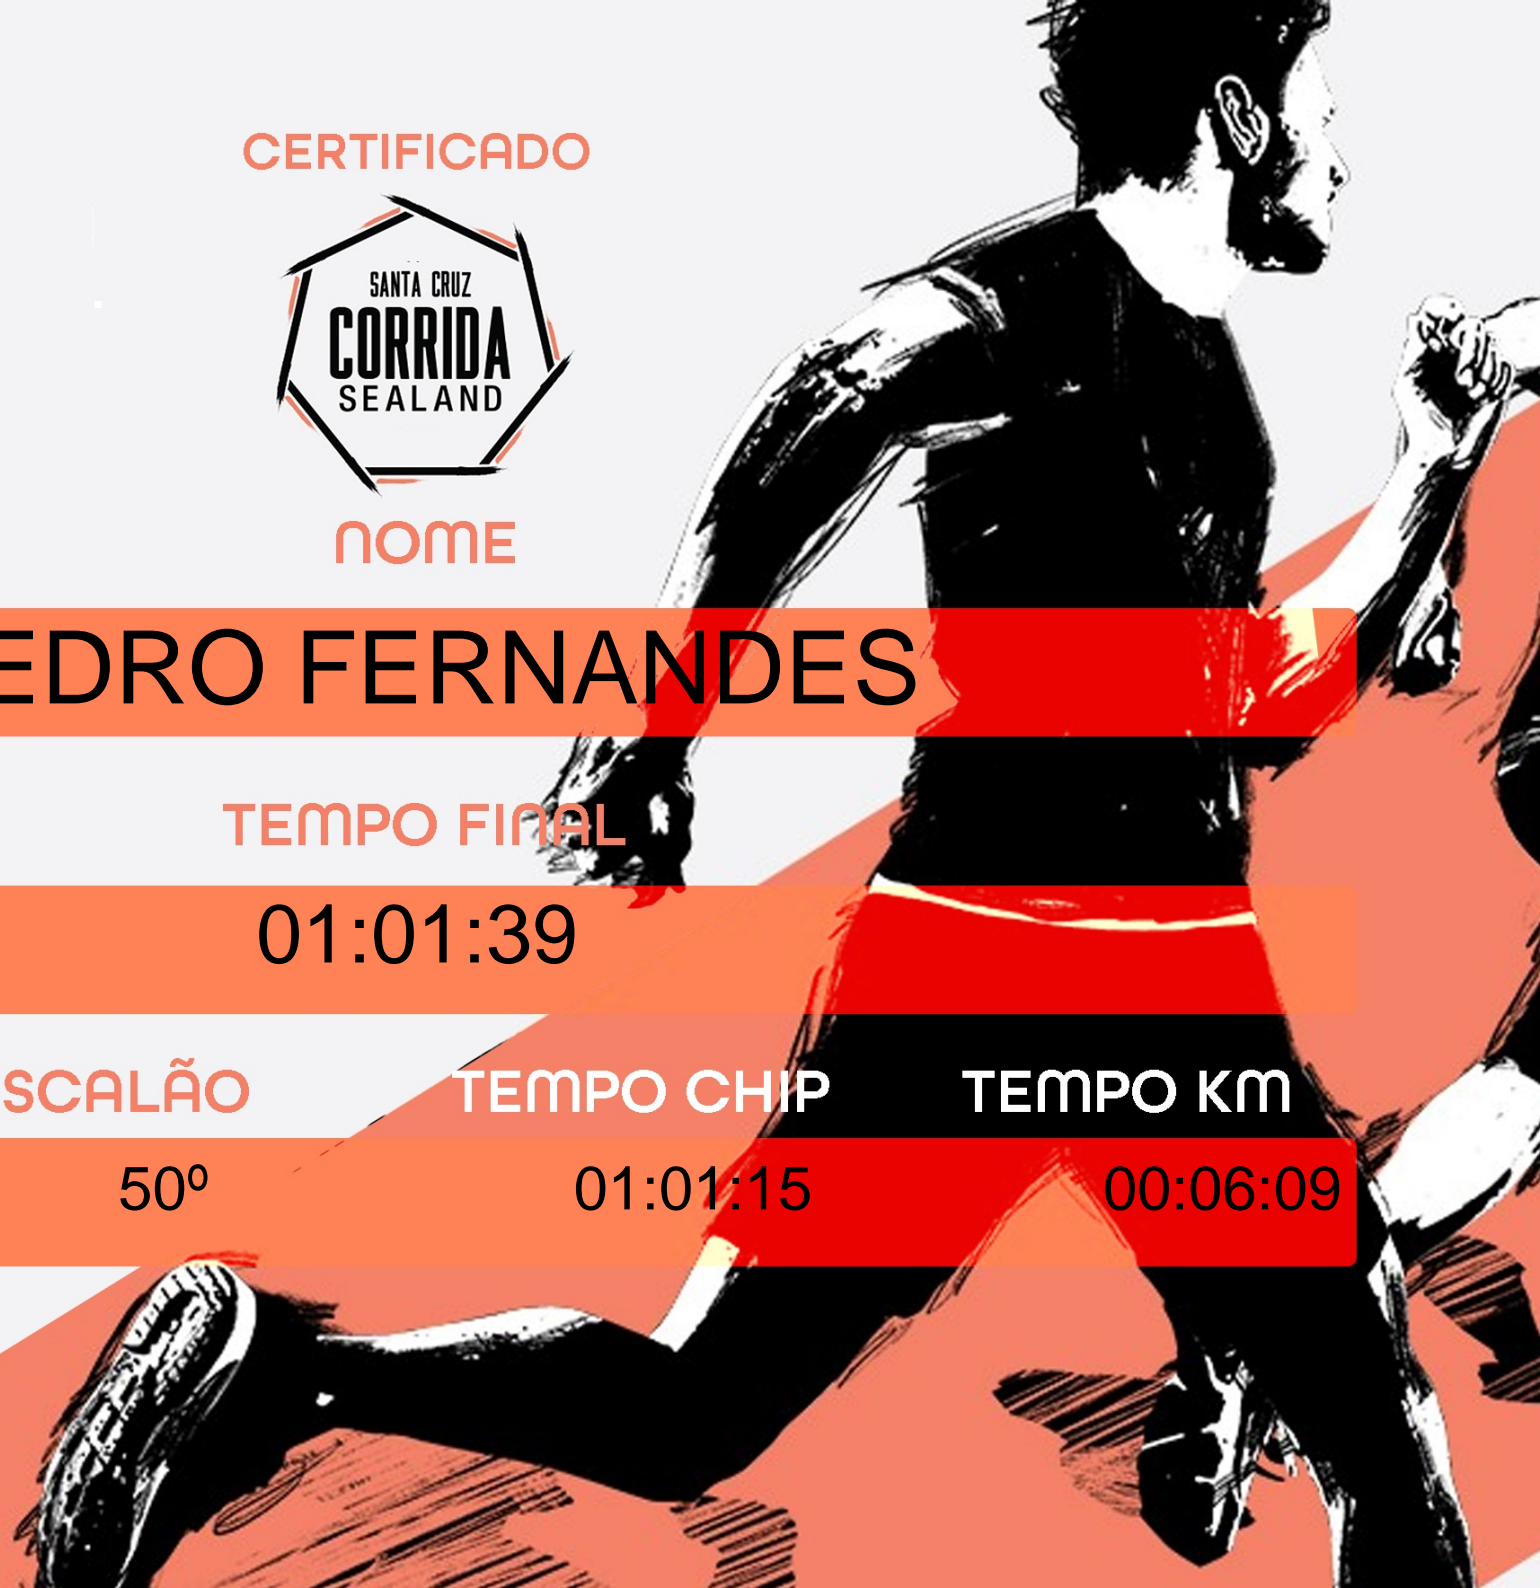 CERTIFICADO
SANTA CRUZ
CORRIDA
SEALAND
NOME
EDRO FERNANDES
TEMPO FINAL
01:01:39
SCALÃO TEMPO CHIP TEMPO KM
50º 01:01:15 00:06:09